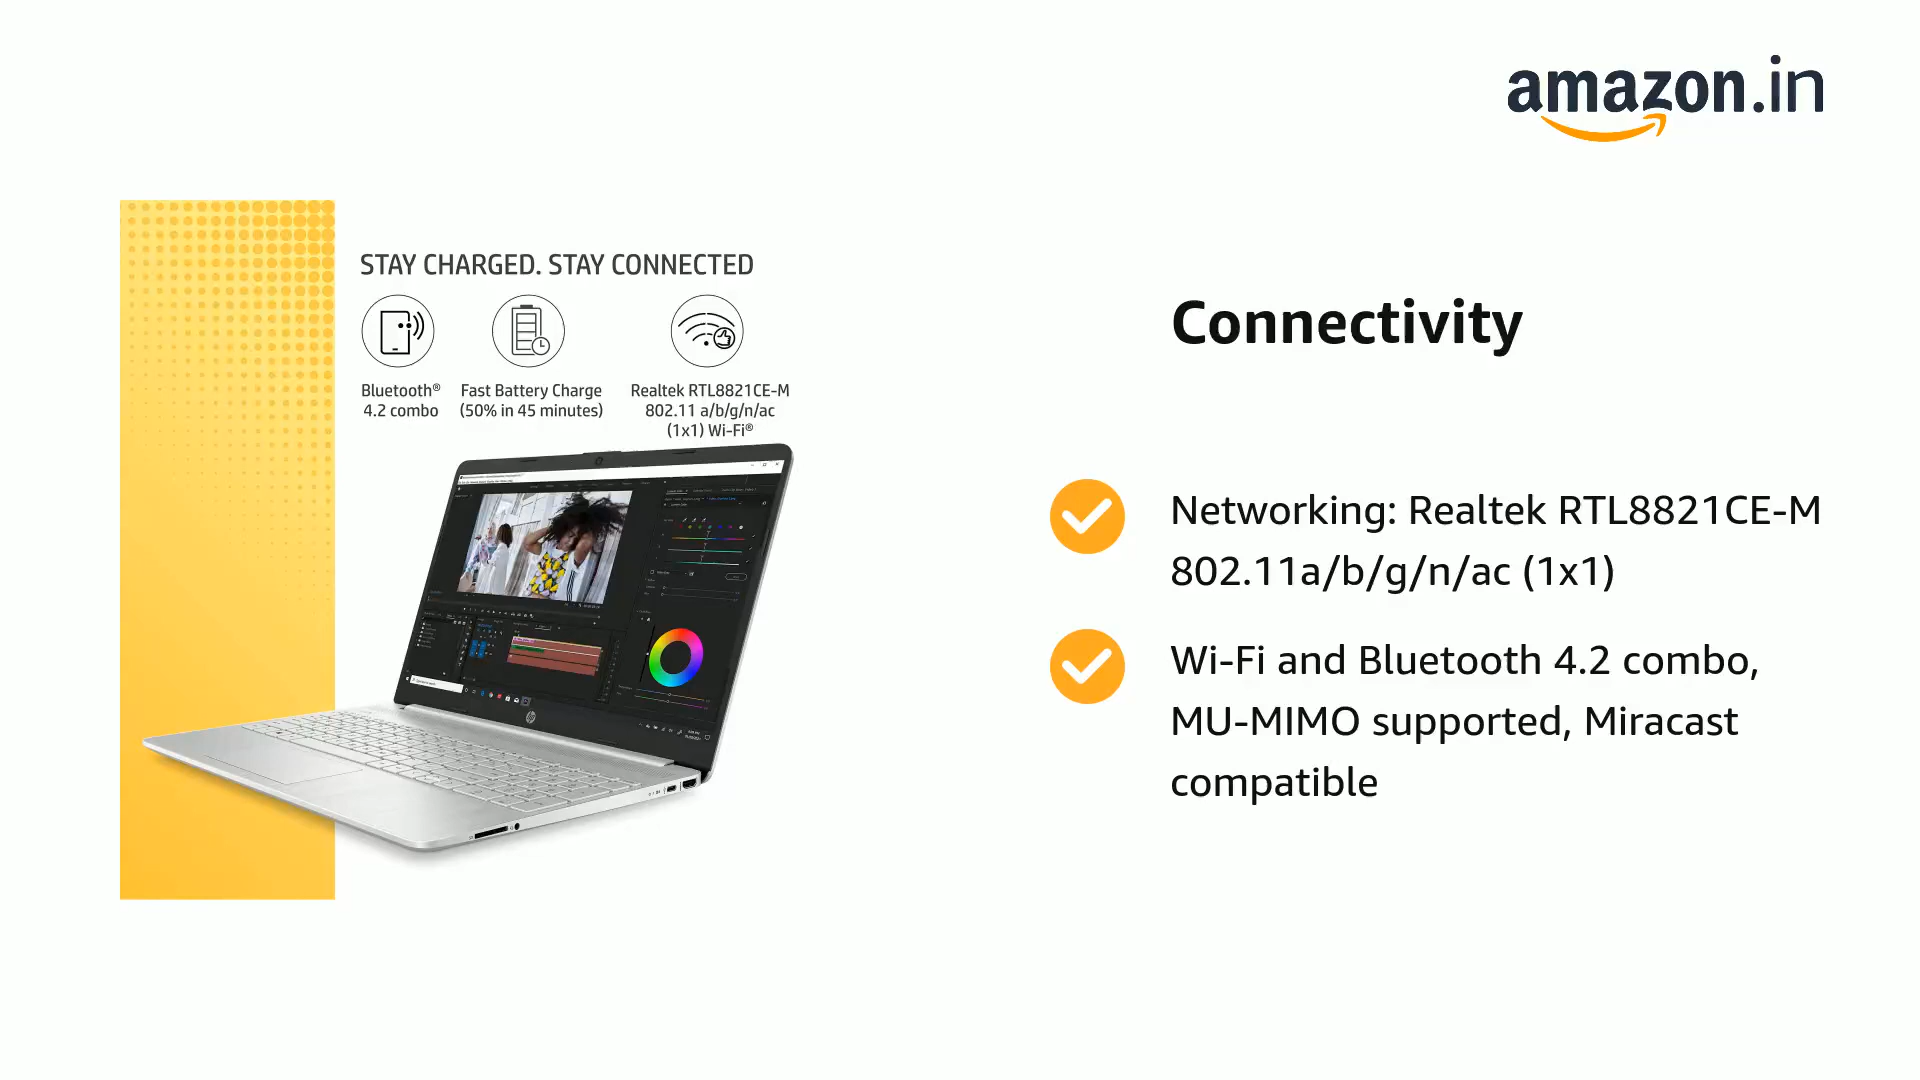 amazon.in
STAY CHARGED. STAY CONNECTED
Bluetooth® 4.2 combo
Fast Battery Charge (50% in 45 minutes)
Realtek RTL8821CE-M 802.11 a/b/g/n/ac (1x1) Wi-Fi®
hp
Connectivity
Networking: Realtek RTL8821CE-M
802.11a/b/g/n/ac (1x1)
Wi-Fi and Bluetooth 4.2 combo,
MU-MIMO supported, Miracast
compatible